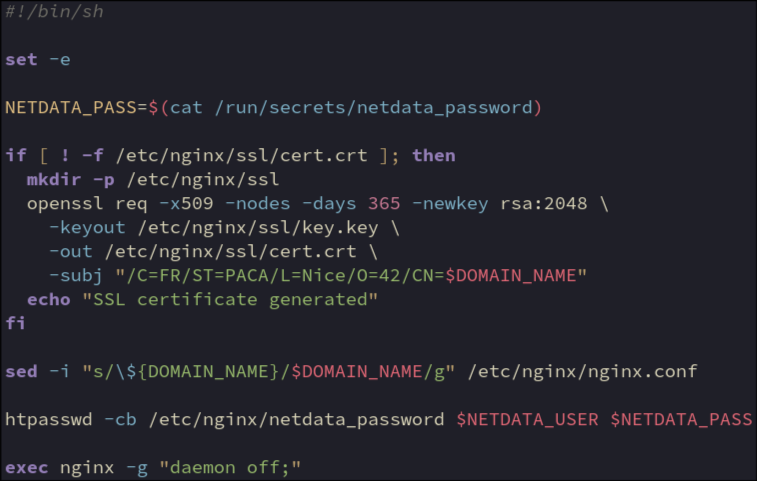 #!/bin/sh
set -e
NETDATA_PASS=$(cat /run/secrets/netdata_password)
if [ ! -f /etc/nginx/ssl/cert.crt ]; then
  mkdir -p /etc/nginx/ssl
  openssl req -x509 -nodes -days 365 -newkey rsa:2048 \
    -keyout /etc/nginx/ssl/key.key \
    -out /etc/nginx/ssl/cert.crt \
    -subj "/C=FR/ST=PACA/L=Nice/O=42/CN=$DOMAIN_NAME"
  echo "SSL certificate generated"
fi
sed -i "s/\${DOMAIN_NAME}/$DOMAIN_NAME/g" /etc/nginx/nginx.conf
htpasswd -cb /etc/nginx/netdata_password $NETDATA_USER $NETDATA_PASS
exec nginx -g "daemon off;"